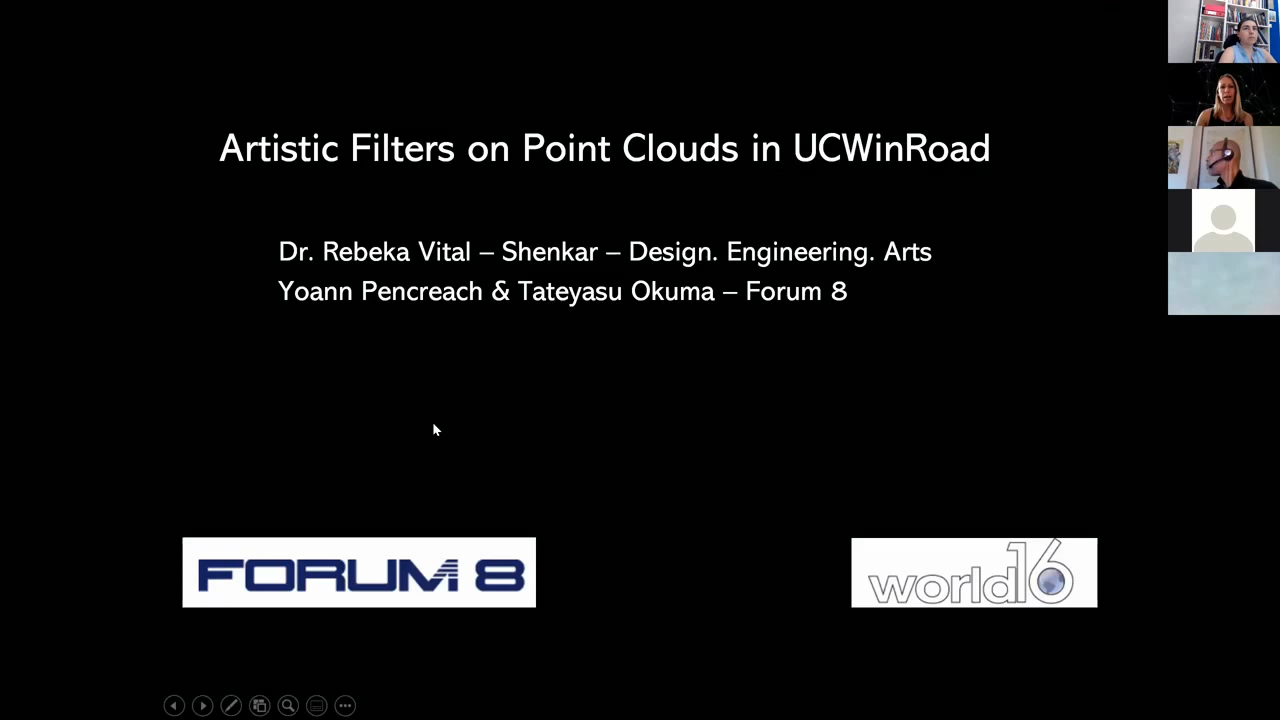 Artistic Filters on Point Clouds in UCWinRoad
Dr. Rebeka Vital – Shenkar – Design. Engineering. Arts
Yoann Pencreach & Tateyasu Okuma – Forum 8
FORUM 8
world16